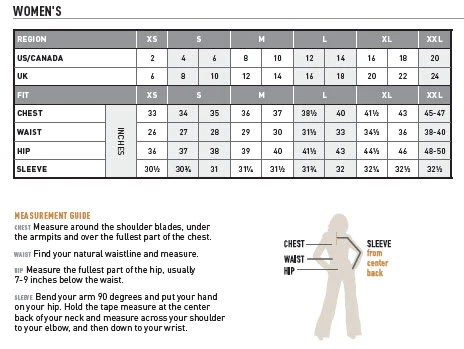 WOMEN'S
REGION XS S M L XL XXL
US/CANADA 2 4 6 8 10 12 14 16 18 20
UK 6 8 10 12 14 16 18 20 22 24
FIT XS S M L XL XXL
CHEST 33 34 35 36 37 38½ 40 41½ 43 45-47
WAIST 26 27 28 29 30 31½ 33 34½ 36 38-40
HIP 36 37 38 39 40 41½ 43 44½ 46 48-50
SLEEVE 30½ 30¾ 31 31¼ 31½ 31¾ 32 32¼ 32½ 32½
INCHES
MEASUREMENT GUIDE
CHEST Measure around the shoulder blades, under
the armpits and over the fullest part of the chest.
WAIST Find your natural waistline and measure.
HIP Measure the fullest part of the hip, usually
7-9 inches below the waist.
SLEEVE Bend your arm 90 degrees and put your hand
on your hip. Hold the tape measure at the center
back of your neck and measure across your shoulder
to your elbow, and then down to your wrist.
CHEST
WAIST
HIP
SLEEVE
from
center
back